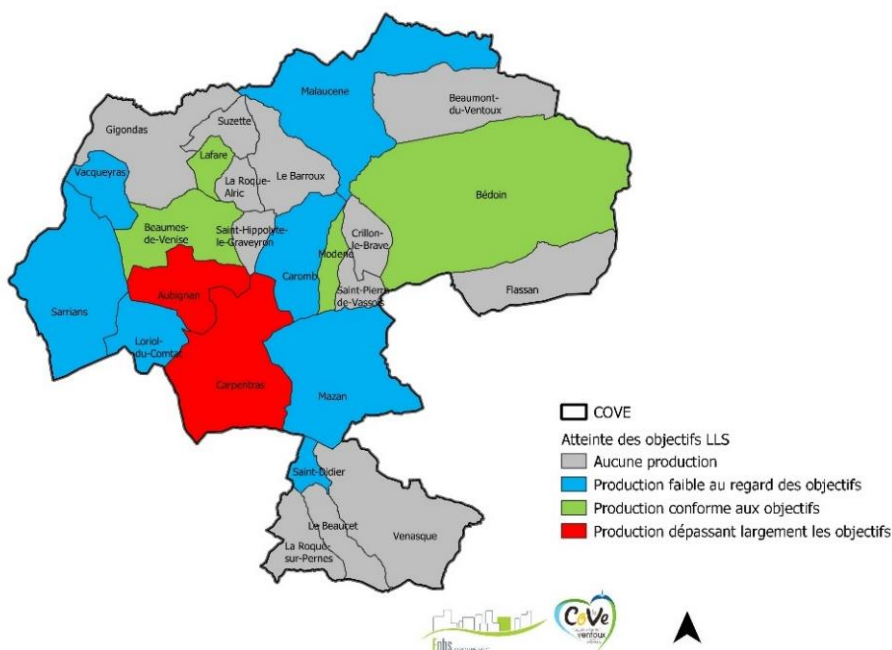 Malaucene
Beaumont-
du-Ventoux
Suzette
Gigondas
Lafare
Le Barroux
Vacqueyras
La Roque-
Alric
Bédoin
Beaumes-
de-Venise
Saint-Hippolyte-
le-Graveyron
Crillon-
le-Brave
Modene
Caromb
Saint-Pierre
de-Vassols
Flassan
Aubignan
Sarrians
Loriol-
du-Comtat
Carpentras
Mazan
Saint-Didier
Le Beaucet
Venasque
La Roque-
sur-Pernes
COVE
Atteinte des objectifs LLS
Aucune production
Production faible au regard des objectifs
Production conforme aux objectifs
Production dépassant largement les objectifs
CoVe
ventoux